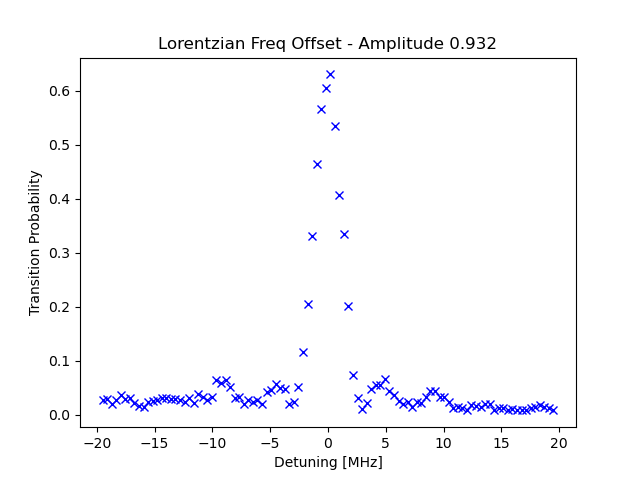 Lorentzian Freq Offset - Amplitude 0.932
Transition Probability
0.6
0.5
0.4
0.3
0.2
0.1
0.0
−20 −15 −10 −5 0 5 10 15 20
Detuning [MHz]